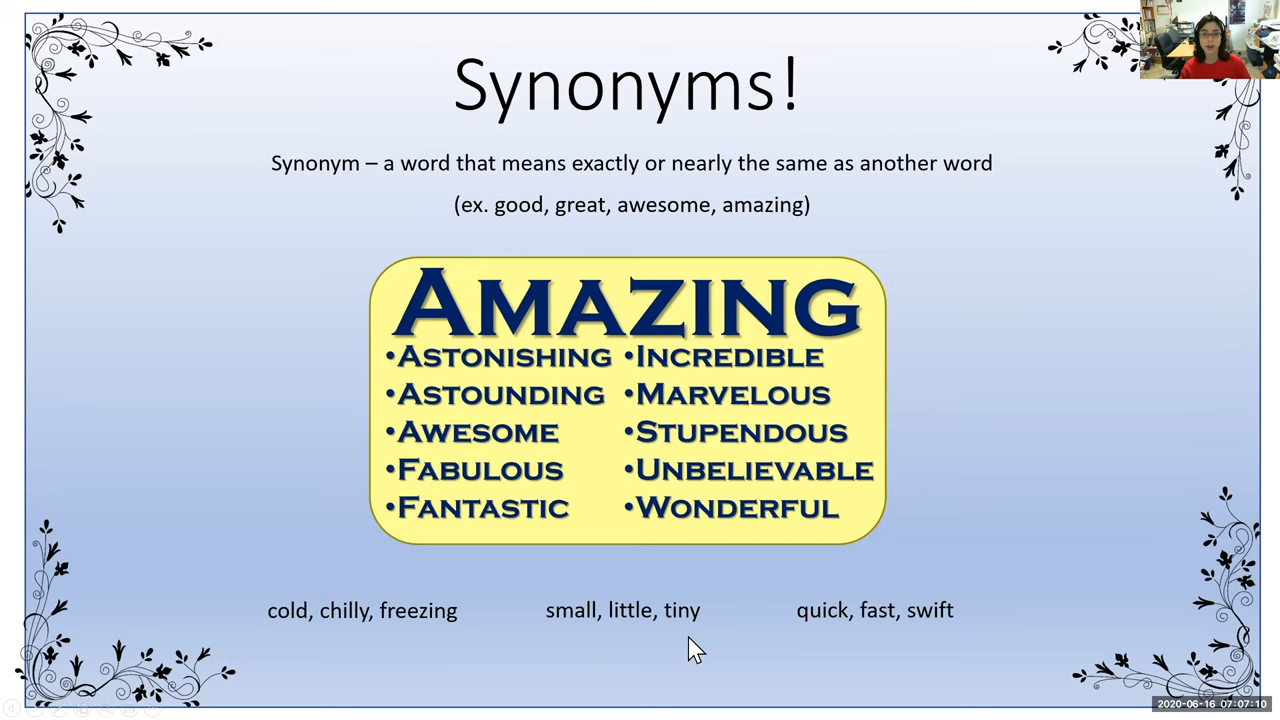 Synonyms!
Synonym – a word that means exactly or nearly the same as another word
(ex. good, great, awesome, amazing)
AMAZING
•ASTONISHING •INCREDIBLE
•ASTOUNDING •MARVELOUS
•AWESOME •STUPENDOUS
•FABULOUS •UNBELIEVABLE
•FANTASTIC •WONDERFUL
cold, chilly, freezing small, little, tiny quick, fast, swift
2020-06-16 07:07:10